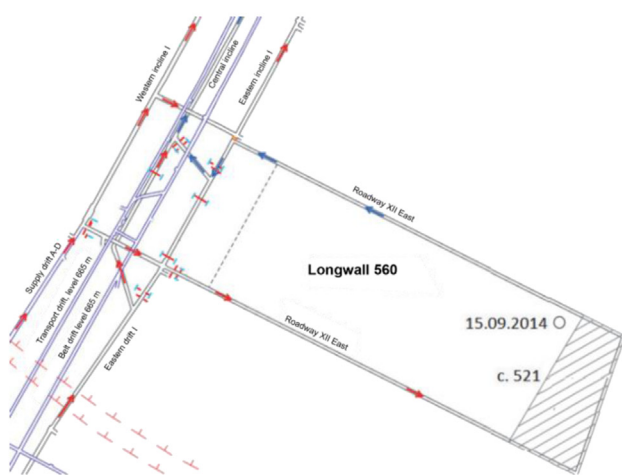 Western incline I
Central incline
Eastern incline I
Roadway XII East
Supply drift A-D
Transport drift, level 665 m
Belt drift level 665 m
Eastern drift I
Longwall 560
Roadway XII East
15.09.2014
c. 521